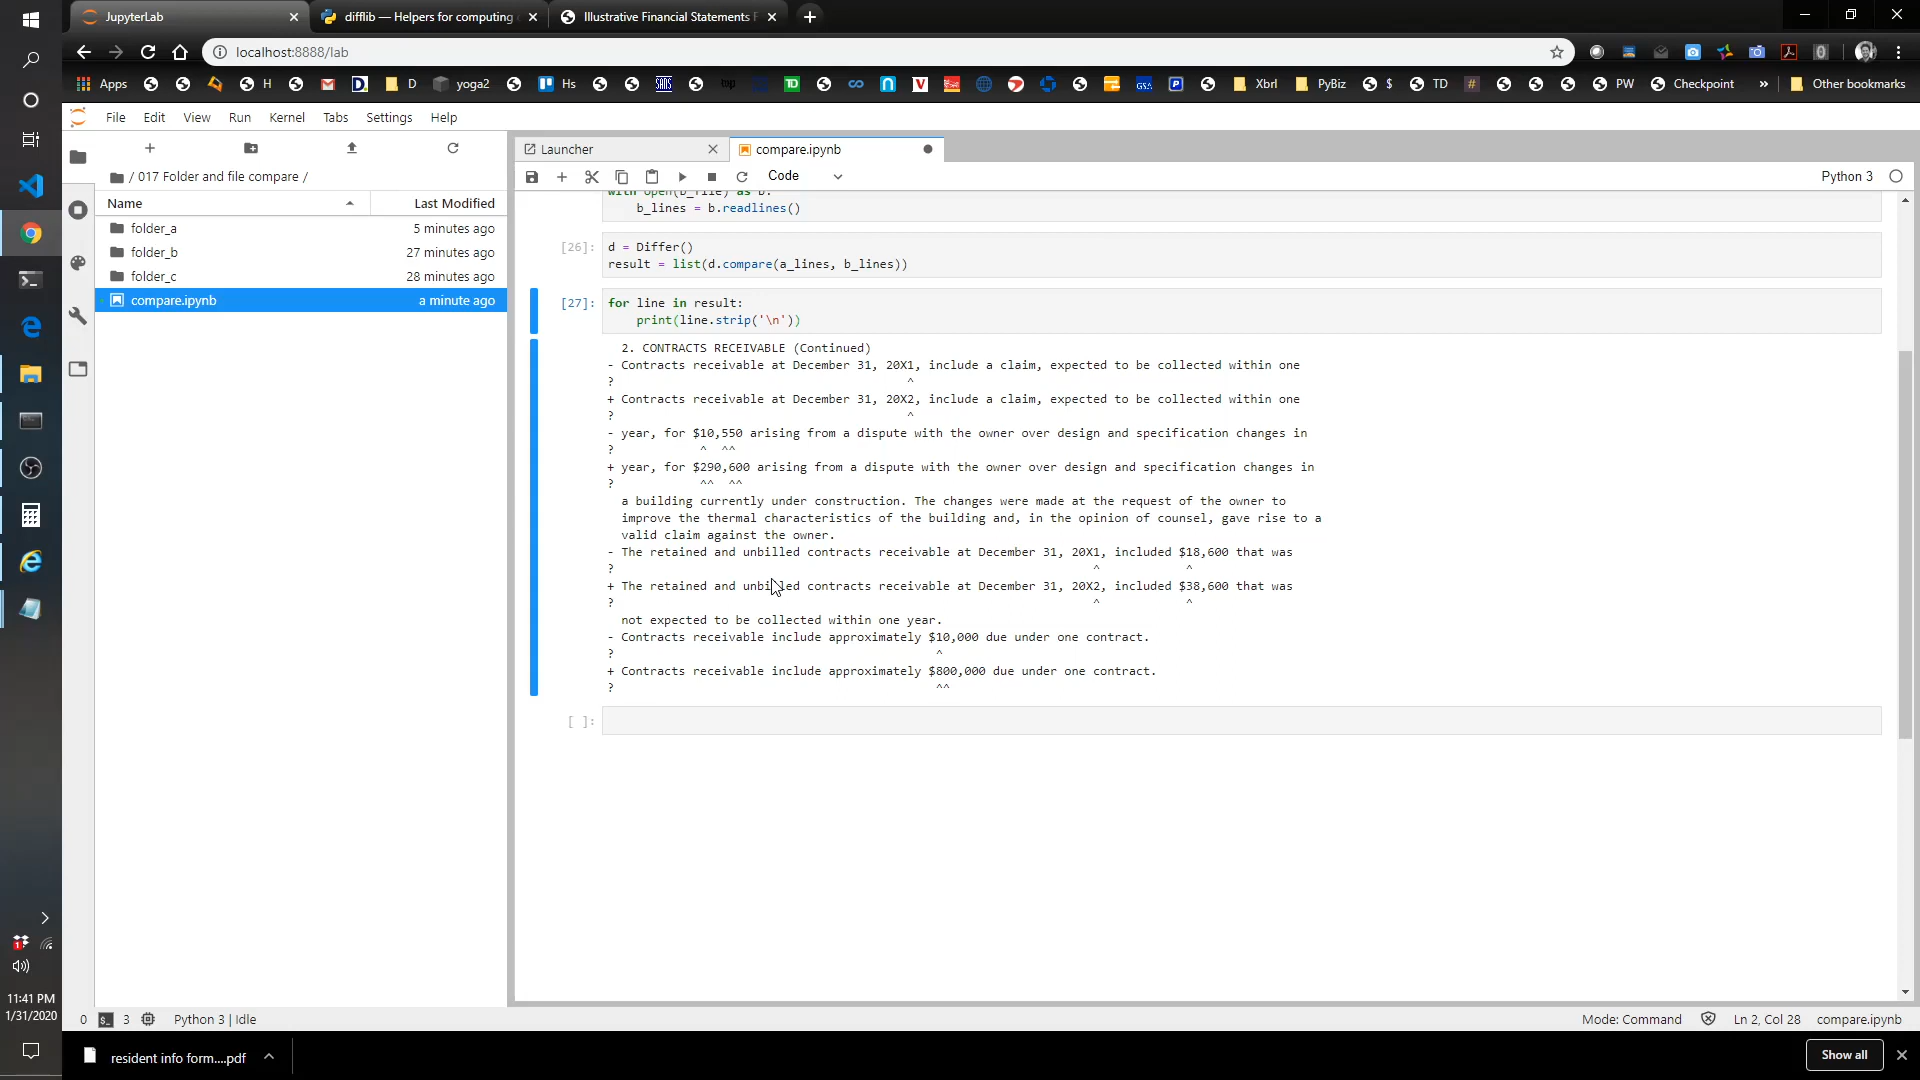 JupyterLab
difflib — Helpers for computing
Illustrative Financial Statements
localhost:8888/lab
Apps
H
D
yoga2
Hs
Xbrl
PyBiz
$
TD
PW
Checkpoint
Other bookmarks
File Edit View Run Kernel Tabs Settings Help
/ 017 Folder and file compare /
Name Last Modified
folder_a 5 minutes ago
folder_b 27 minutes ago
folder_c 28 minutes ago
compare.ipynb a minute ago
Launcher
compare.ipynb
Code
Python 3
with open(b_file) as b:
b_lines = b.readlines()
[26]: d = Differ()
result = list(d.compare(a_lines, b_lines))
[27]: for line in result:
print(line.strip('\n'))
2. CONTRACTS RECEIVABLE (Continued)
- Contracts receivable at December 31, 20X1, include a claim, expected to be collected within one
? ^
+ Contracts receivable at December 31, 20X2, include a claim, expected to be collected within one
? ^
- year, for $10,550 arising from a dispute with the owner over design and specification changes in
? ^ ^^
+ year, for $290,600 arising from a dispute with the owner over design and specification changes in
? ^^ ^^
a building currently under construction. The changes were made at the request of the owner to
improve the thermal characteristics of the building and, in the opinion of counsel, gave rise to a
valid claim against the owner.
- The retained and unbilled contracts receivable at December 31, 20X1, included $18,600 that was
? ^ ^
+ The retained and unbilled contracts receivable at December 31, 20X2, included $38,600 that was
? ^ ^
not expected to be collected within one year.
- Contracts receivable include approximately $10,000 due under one contract.
? ^
+ Contracts receivable include approximately $800,000 due under one contract.
? ^^
[ ]:
11:41 PM
1/31/2020
0 3 Python 3 | Idle
Mode: Command Ln 2, Col 28 compare.ipynb
resident info form....pdf
Show all